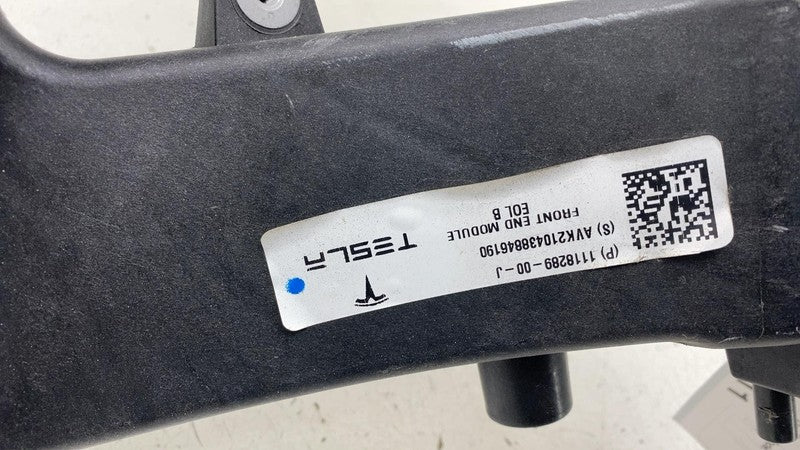 (P) 1118289-00-J
(S) AVK210438846190
FRONT END MODULE
EOL B
TESLA